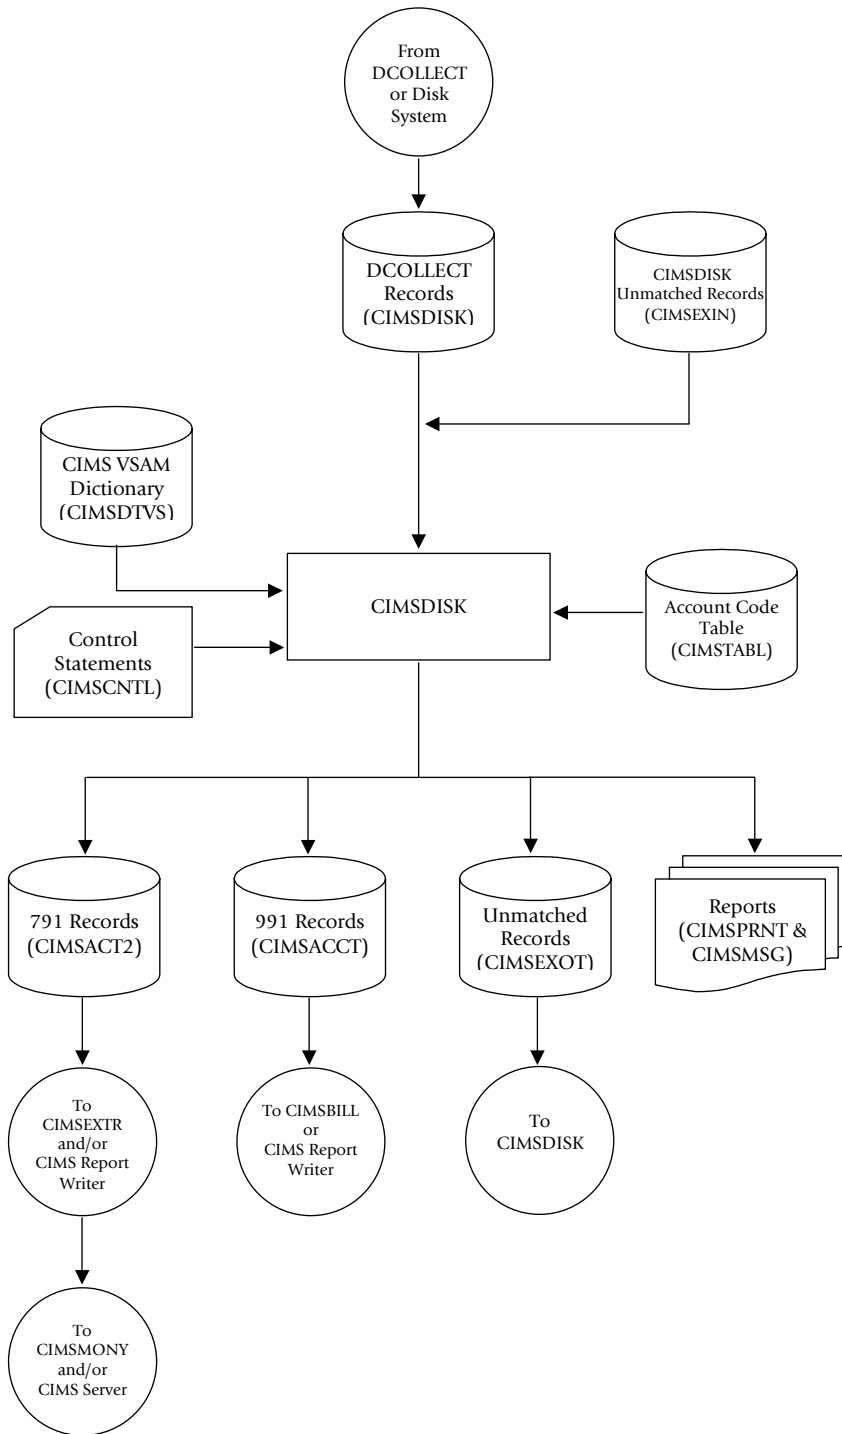 From
DCOLLECT
or Disk
System
DCOLLECT
Records
(CIMSDISK)
CIMSDISK
Unmatched Records
(CIMSEXIN)
CIMS VSAM
Dictionary
(CIMSDTVS)
CIMSDISK
Account Code
Table
(CIMSTABL)
Control
Statements
(CIMSCNTL)
791 Records
(CIMSACT2)
991 Records
(CIMSACCT)
Unmatched
Records
(CIMSEXOT)
Reports
(CIMSPRNT &
CIMSMSG)
To
CIMSEXTR
and/or
CIMS Report
Writer
To CIMSBILL
or
CIMS Report
Writer
To
CIMSDISK
To
CIMSMONY
and/or
CIMS Server